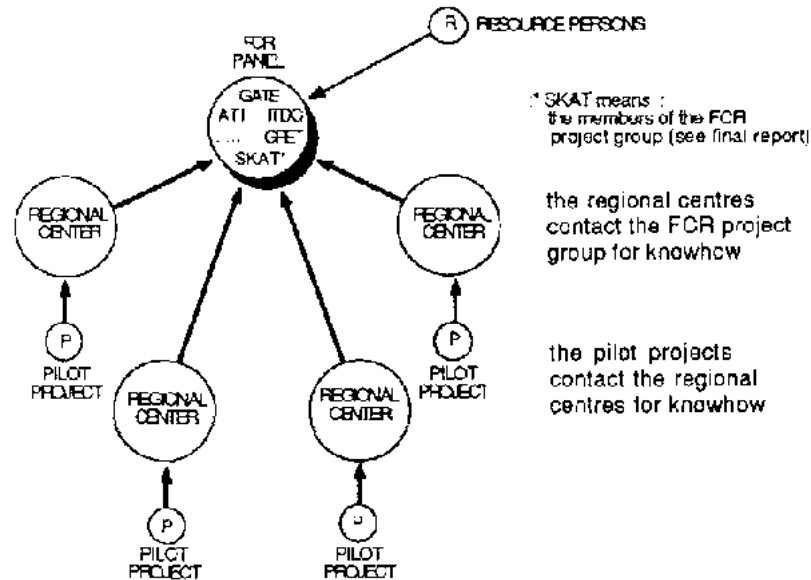 FCR
PANEL
R RESOURCE PERSONS
GATE
ATI ITDG
..... GRET
SKAT*
* SKAT means :
the members of the FCR
project group (see final report)
REGIONAL
CENTER
REGIONAL
CENTER
the regional centres
contact the FCR project
group for knowhow
P
PILOT
PROJECT
P
PILOT
PROJECT
REGIONAL
CENTER
REGIONAL
CENTER
the pilot projects
contact the regional
centres for knowhow
P
PILOT
PROJECT
P
PILOT
PROJECT